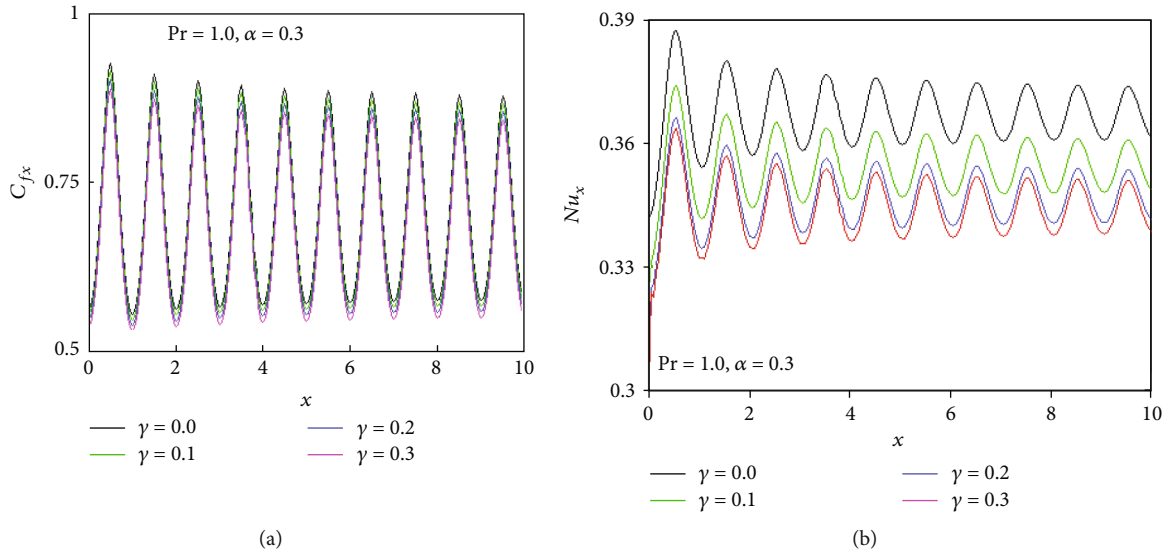 1
Pr = 1.0, α = 0.3
0.75
C_fx
0.5
0 2 4 6 8 10
x
γ = 0.0 γ = 0.2
γ = 0.1 γ = 0.3
(a)
0.39
0.36
Nu_x
0.33
Pr = 1.0, α = 0.3
0.3
0 2 4 6 8 10
x
γ = 0.0 γ = 0.2
γ = 0.1 γ = 0.3
(b)